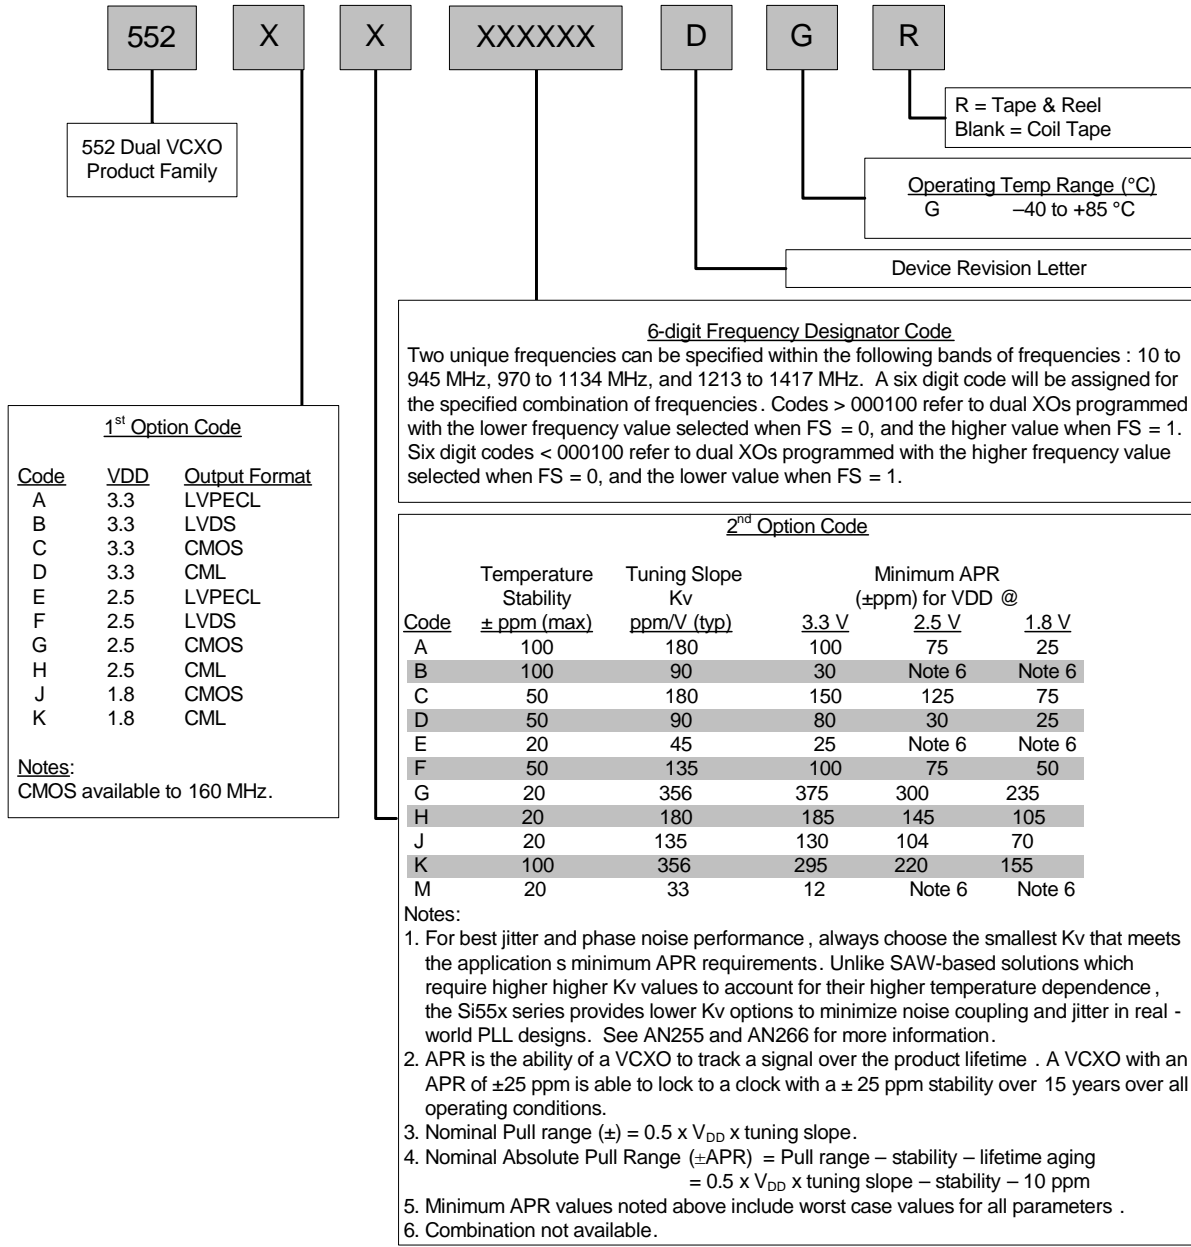 552 X X XXXXXX D G R
R = Tape & Reel
Blank = Coil Tape
552 Dual VCXO
Product Family
Operating Temp Range (°C)
G –40 to +85 °C
Device Revision Letter
6-digit Frequency Designator Code
Two unique frequencies can be specified within the following bands of frequencies : 10 to
945 MHz, 970 to 1134 MHz, and 1213 to 1417 MHz. A six digit code will be assigned for
the specified combination of frequencies. Codes > 000100 refer to dual XOs programmed
with the lower frequency value selected when FS = 0, and the higher value when FS = 1.
Six digit codes < 000100 refer to dual XOs programmed with the higher frequency value
selected when FS = 0, and the lower value when FS = 1.
1st Option Code
Code VDD Output Format
A 3.3 LVPECL
B 3.3 LVDS
C 3.3 CMOS
D 3.3 CML
E 2.5 LVPECL
F 2.5 LVDS
G 2.5 CMOS
H 2.5 CML
J 1.8 CMOS
K 1.8 CML
Notes:
CMOS available to 160 MHz.
2nd Option Code
Temperature Tuning Slope Minimum APR
Stability Kv (±ppm) for VDD @
Code ± ppm (max) ppm/V (typ) 3.3 V 2.5 V 1.8 V
A 100 180 100 75 25
B 100 90 30 Note 6 Note 6
C 50 180 150 125 75
D 50 90 80 30 25
E 20 45 25 Note 6 Note 6
F 50 135 100 75 50
G 20 356 375 300 235
H 20 180 185 145 105
J 20 135 130 104 70
K 100 356 295 220 155
M 20 33 12 Note 6 Note 6
Notes:
1. For best jitter and phase noise performance , always choose the smallest Kv that meets
the application s minimum APR requirements. Unlike SAW-based solutions which
require higher higher Kv values to account for their higher temperature dependence ,
the Si55x series provides lower Kv options to minimize noise coupling and jitter in real -
world PLL designs. See AN255 and AN266 for more information.
2. APR is the ability of a VCXO to track a signal over the product lifetime . A VCXO with an
APR of ±25 ppm is able to lock to a clock with a ± 25 ppm stability over 15 years over all
operating conditions.
3. Nominal Pull range (±) = 0.5 x VDD x tuning slope.
4. Nominal Absolute Pull Range (±APR) = Pull range – stability – lifetime aging
= 0.5 x VDD x tuning slope – stability – 10 ppm
5. Minimum APR values noted above include worst case values for all parameters .
6. Combination not available.